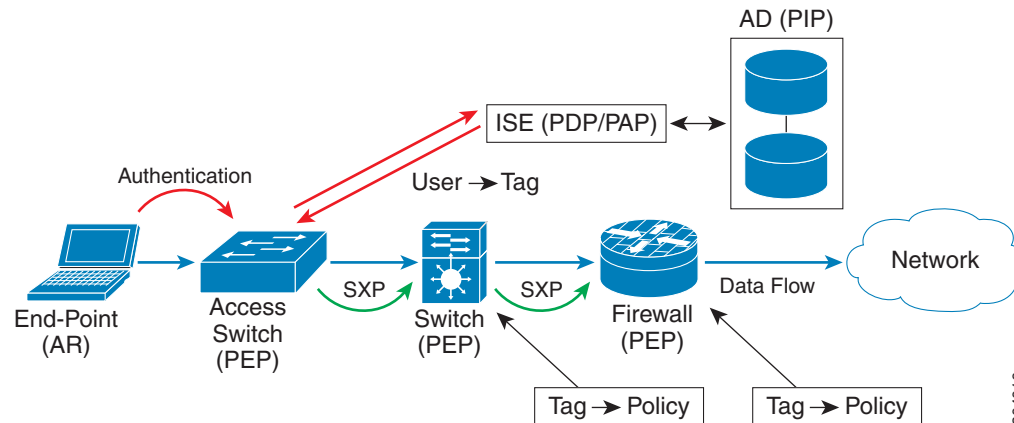 AD (PIP)
ISE (PDP/PAP)
Authentication
User → Tag
SXP
SXP
Data Flow
Network
End-Point
(AR)
Access
Switch
(PEP)
Switch
(PEP)
Firewall
(PEP)
Tag → Policy
Tag → Policy